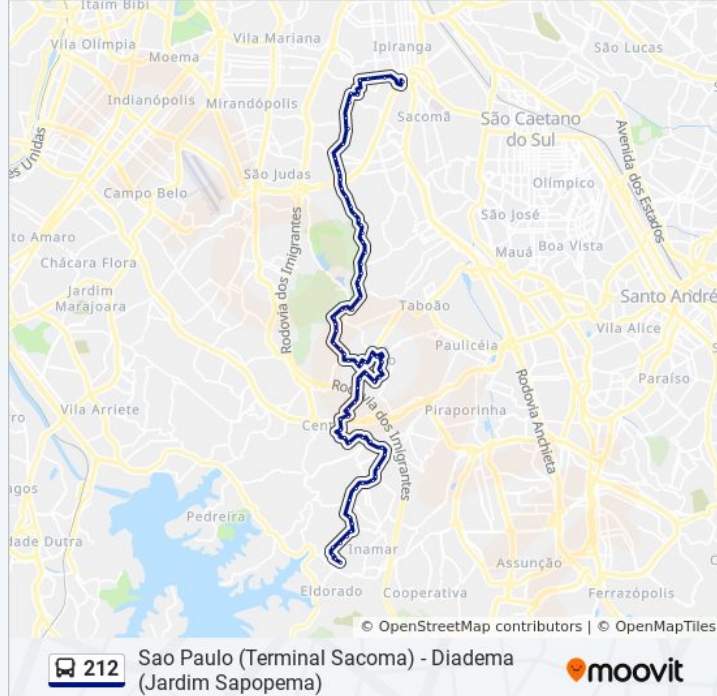 Itaim Bibi
Ipiranga
Vila Mariana
São Lucas
Vila Olímpia
Moema
Indianópolis
Mirandópolis
Sacomã
São Caetano
do Sul
es Unidas
São Judas
Olímpico
Avenida dos Estados
Campo Belo
São José
to Amaro
Rodovia dos Imigrantes
Mauá
Boa Vista
Chácara Flora
Jardim
Marajoara
Taboão
Santo André
Vila Alice
Paulicéia
Paraíso
Rodovia Anchieta
Vila Arriete
Rodovia dos Imigrantes
Piraporinha
Cent
agos
Pedreira
dade Dutra
Inamar
Assunção
Eldorado
Cooperativa
Ferrazópolis
© OpenStreetMap contributors | © OpenMapTiles
212
Sao Paulo (Terminal Sacoma) - Diadema
(Jardim Sapopema)
moovit